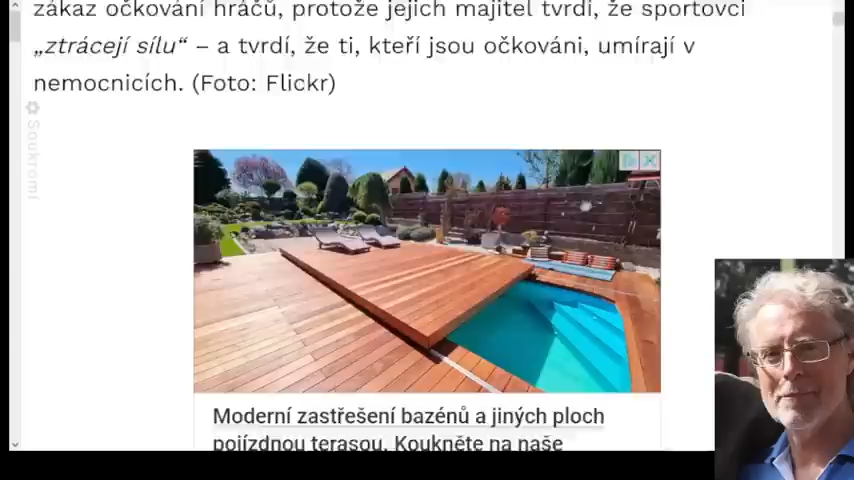 zákaz očkování hráčů, protože jejich majitel tvrdí, že sportovci
„ztrácejí sílu“ – a tvrdí, že ti, kteří jsou očkováni, umírají v
nemocnicích. (Foto: Flickr)
Soukromí
Moderní zastřešení bazénů a jiných ploch
pojízdnou terasou. Koukněte na naše